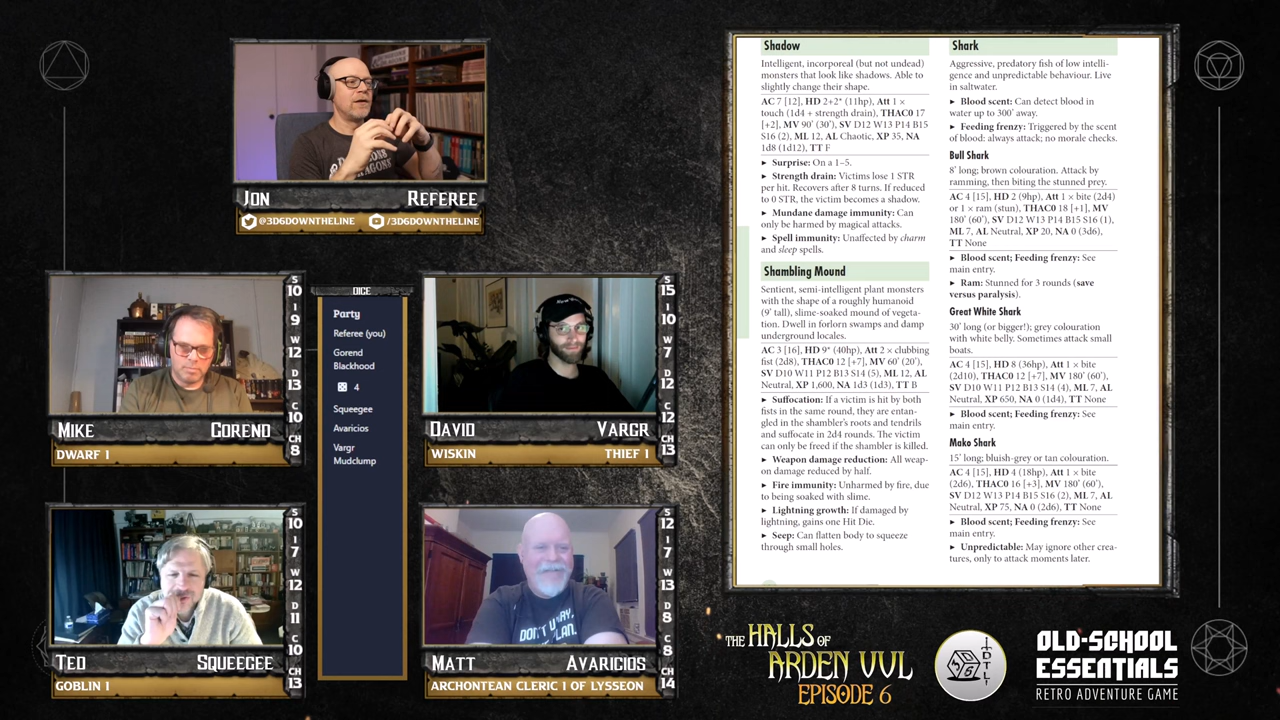 JON REFEREE
@3D6DOWNTHELINE /3D6DOWNTHELINE
MIKE GOREND
DWARF 1
S
10
I
9
W
12
D
13
C
10
CH
8
DICE
Party
Referee (you)
Gorend
Blackhood
4
Squeegee
Avaricios
Vargr
Mudclump
DAVID VARGR
WISKIN THIEF 1
S
15
I
10
W
7
D
12
C
12
CH
13
TED SQUEEGEE
GOBLIN 1
S
10
I
7
W
12
D
11
C
10
CH
13
MATT AVARICIOS
ARCHONTEAN CLERIC 1 OF LYSSEON
S
12
I
7
W
13
D
8
C
8
CH
14
Shadow
Intelligent, incorporeal (but not undead)
monsters that look like shadows. Able to
slightly change their shape.
AC 7 [12], HD 2+2* (11hp), Att 1 ×
touch (1d4 + strength drain), THAC0 17
[+2], MV 90' (30'), SV D12 W13 P14 B15
S16 (2), ML 12, AL Chaotic, XP 35, NA
1d8 (1d12), TT F
► Surprise: On a 1–5.
► Strength drain: Victims lose 1 STR
per hit. Recovers after 8 turns. If reduced
to 0 STR, the victim becomes a shadow.
► Mundane damage immunity: Can
only be harmed by magical attacks.
► Spell immunity: Unaffected by charm
and sleep spells.
Shambling Mound
Sentient, semi-intelligent plant monsters
with the shape of a roughly humanoid
(9' tall), slime-soaked mound of vegeta-
tion. Dwell in forlorn swamps and damp
underground locales.
AC 3 [16], HD 9* (40hp), Att 2 × clubbing
fist (2d8), THAC0 12 [+7], MV 60' (20'),
SV D10 W11 P12 B13 S14 (5), ML 12, AL
Neutral, XP 1,600, NA 1d3 (1d3), TT B
► Suffocation: If a victim is hit by both
fists in the same round, they are entan-
gled in the shambler's roots and tendrils
and suffocate in 2d4 rounds. The victim
can only be freed if the shambler is killed.
► Weapon damage reduction: All weap-
on damage reduced by half.
► Fire immunity: Unharmed by fire, due
to being soaked with slime.
► Lightning growth: If damaged by
lightning, gains one Hit Die.
► Seep: Can flatten body to squeeze
through small holes.
Shark
Aggressive, predatory fish of low intelli-
gence and unpredictable behaviour. Live
in saltwater.
► Blood scent: Can detect blood in
water up to 300' away.
► Feeding frenzy: Triggered by the scent
of blood: always attack; no morale checks.
Bull Shark
8' long; brown colouration. Attack by
ramming, then biting the stunned prey.
AC 4 [15], HD 2 (9hp), Att 1 × bite (2d4)
or 1 × ram (stun), THAC0 18 [+1], MV
180' (60'), SV D12 W13 P14 B15 S16 (1),
ML 7, AL Neutral, XP 20, NA 0 (3d6),
TT None
► Blood scent; Feeding frenzy: See
main entry.
► Ram: Stunned for 3 rounds (save
versus paralysis).
Great White Shark
30' long (or bigger!); grey colouration
with white belly. Sometimes attack small
boats.
AC 4 [15], HD 8 (36hp), Att 1 × bite
(2d10), THAC0 12 [+7], MV 180' (60'),
SV D10 W11 P12 B13 S14 (4), ML 7, AL
Neutral, XP 650, NA 0 (1d4), TT None
► Blood scent; Feeding frenzy: See
main entry.
Mako Shark
15' long; bluish-grey or tan colouration.
AC 4 [15], HD 4 (18hp), Att 1 × bite
(2d6), THAC0 16 [+3], MV 180' (60'),
SV D12 W13 P14 B15 S16 (2), ML 7, AL
Neutral, XP 75, NA 0 (2d6), TT None
► Blood scent; Feeding frenzy: See
main entry.
► Unpredictable: May ignore other crea-
tures, only to attack moments later.
THE HALLS OF
ARDEN VUL
EPISODE 6
OLD-SCHOOL
ESSENTIALS
RETRO ADVENTURE GAME